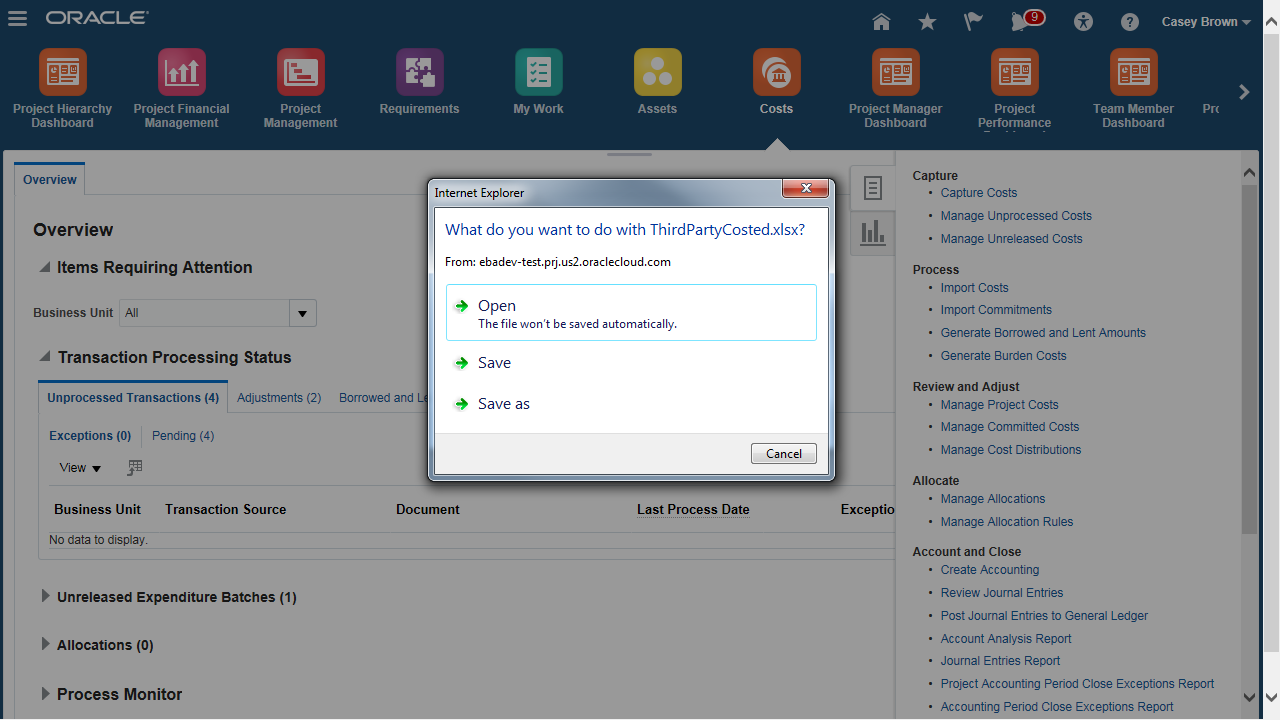 ORACLE
9
Casey Brown
Project Hierarchy
Dashboard
Project Financial
Management
Project
Management
Requirements
My Work
Assets
Costs
Project Manager
Dashboard
Project
Performance
Team Member
Dashboard
Overview
Overview
Items Requiring Attention
Business Unit All
Transaction Processing Status
Unprocessed Transactions (4) Adjustments (2) Borrowed and Le
Exceptions (0) Pending (4)
View
Business Unit Transaction Source Document Last Process Date Exceptio
No data to display.
Unreleased Expenditure Batches (1)
Allocations (0)
Process Monitor
Internet Explorer
What do you want to do with ThirdPartyCosted.xlsx?
From: ebadev-test.prj.us2.oraclecloud.com
Open
The file won't be saved automatically.
Save
Save as
Cancel
Capture
• Capture Costs
• Manage Unprocessed Costs
• Manage Unreleased Costs
Process
• Import Costs
• Import Commitments
• Generate Borrowed and Lent Amounts
• Generate Burden Costs
Review and Adjust
• Manage Project Costs
• Manage Committed Costs
• Manage Cost Distributions
Allocate
• Manage Allocations
• Manage Allocation Rules
Account and Close
• Create Accounting
• Review Journal Entries
• Post Journal Entries to General Ledger
• Account Analysis Report
• Journal Entries Report
• Project Accounting Period Close Exceptions Report
• Accounting Period Close Exceptions Report